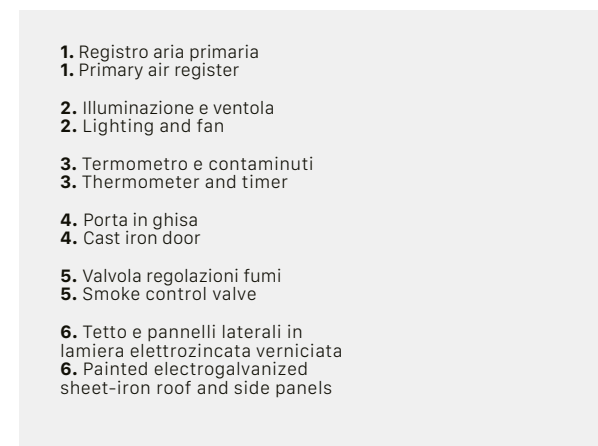 1. Registro aria primaria
1. Primary air register
2. Illuminazione e ventola
2. Lighting and fan
3. Termometro e contaminuti
3. Thermometer and timer
4. Porta in ghisa
4. Cast iron door
5. Valvola regolazioni fumi
5. Smoke control valve
6. Tetto e pannelli laterali in
lamiera elettrozincata verniciata
6. Painted electrogalvanized
sheet-iron roof and side panels